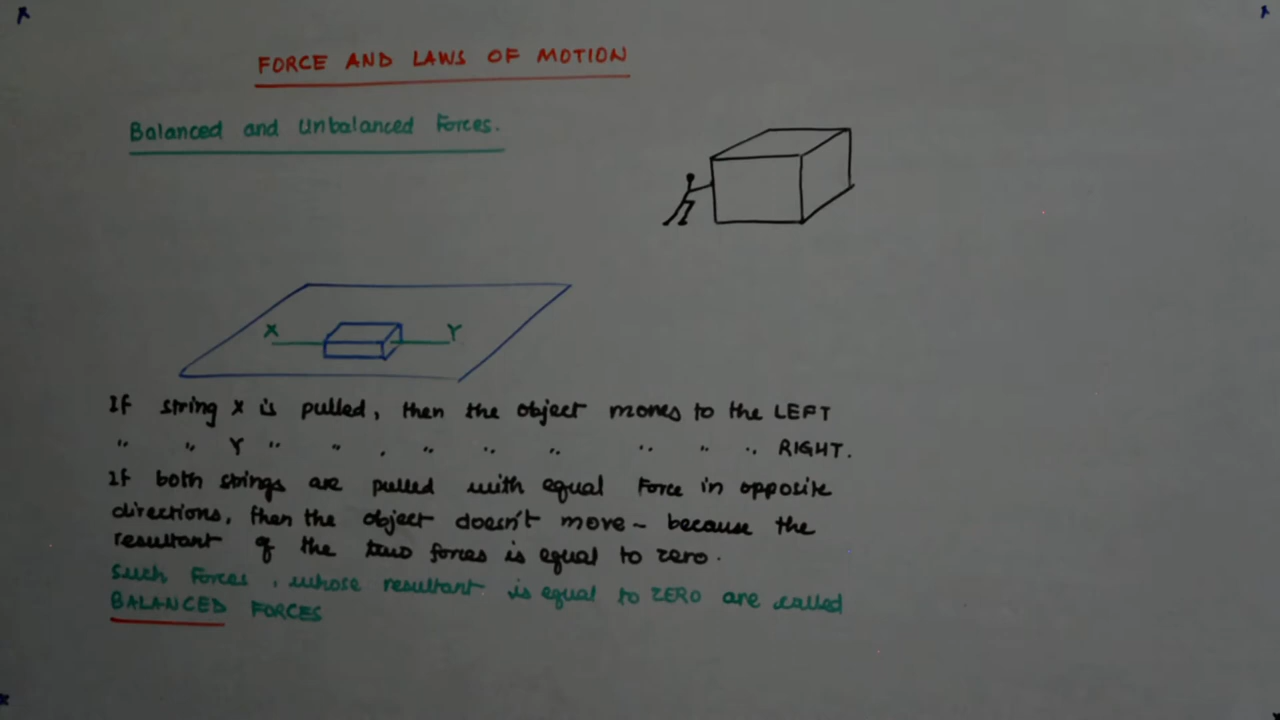 FORCE AND LAWS OF MOTION
Balanced and Unbalanced Forces.
X Y
If string X is pulled, then the object moves to the LEFT
" " Y " " , " " " " " " RIGHT.
If both strings are pulled with equal Force in opposite
directions, then the object doesn't move - because the
resultant of the two forces is equal to zero.
Such Forces, whose resultant is equal to ZERO are called
BALANCED FORCES